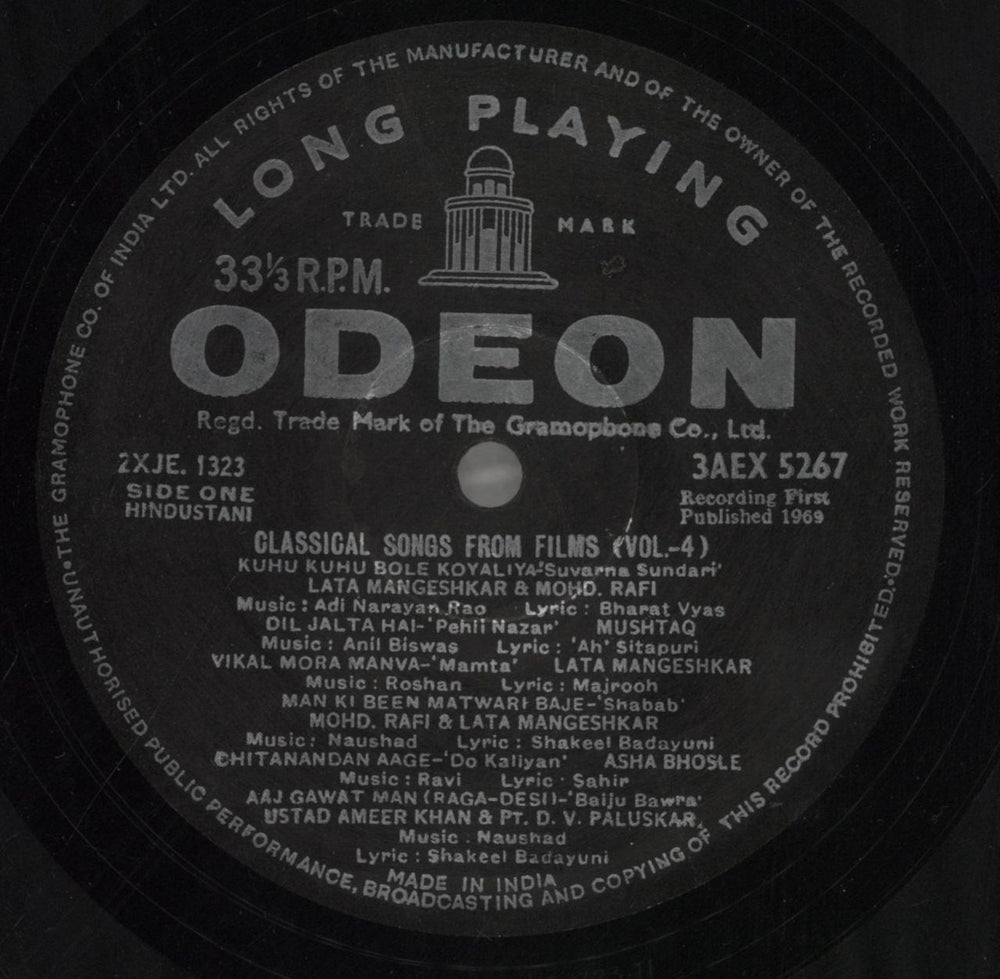 THE GRAMOPHONE CO. OF INDIA LTD. ALL RIGHTS OF THE MANUFACTURER AND OF THE OWNER OF THE RECORDED WORK RESERVED • UNAUTHORISED PUBLIC PERFORMANCE, BROADCASTING AND COPYING OF THIS RECORD PROHIBITED •
LONG PLAYING
TRADE MARK
33⅓ R.P.M.
ODEON
Regd. Trade Mark of The Gramophone Co., Ltd.
2XJE. 1323 3AEX 5267
SIDE ONE Recording First
HINDUSTANI Published 1969
CLASSICAL SONGS FROM FILMS (VOL.-4)
KUHU KUHU BOLE KOYALIYA-'Suvarna Sundari'
LATA MANGESHKAR & MOHD. RAFI
Music : Adi Narayan Rao Lyric : Bharat Vyas
DIL JALTA HAI-'Pehli Nazar' MUSHTAQ
Music : Anil Biswas Lyric : 'Ah' Sitapuri
VIKAL MORA MANVA-'Mamta' LATA MANGESHKAR
Music : Roshan Lyric : Majrooh
MAN KI BEEN MATWARI BAJE-'Shabab'
MOHD. RAFI & LATA MANGESHKAR
Music : Naushad Lyric : Shakeel Badayuni
CHITANANDAN AAGE-'Do Kaliyan' ASHA BHOSLE
Music : Ravi Lyric : Sahir
AAJ GAWAT MAN (RAGA-DESI)-'Baiju Bawra'
USTAD AMEER KHAN & PT. D. V. PALUSKAR
Music : Naushad
Lyric : Shakeel Badayuni
MADE IN INDIA